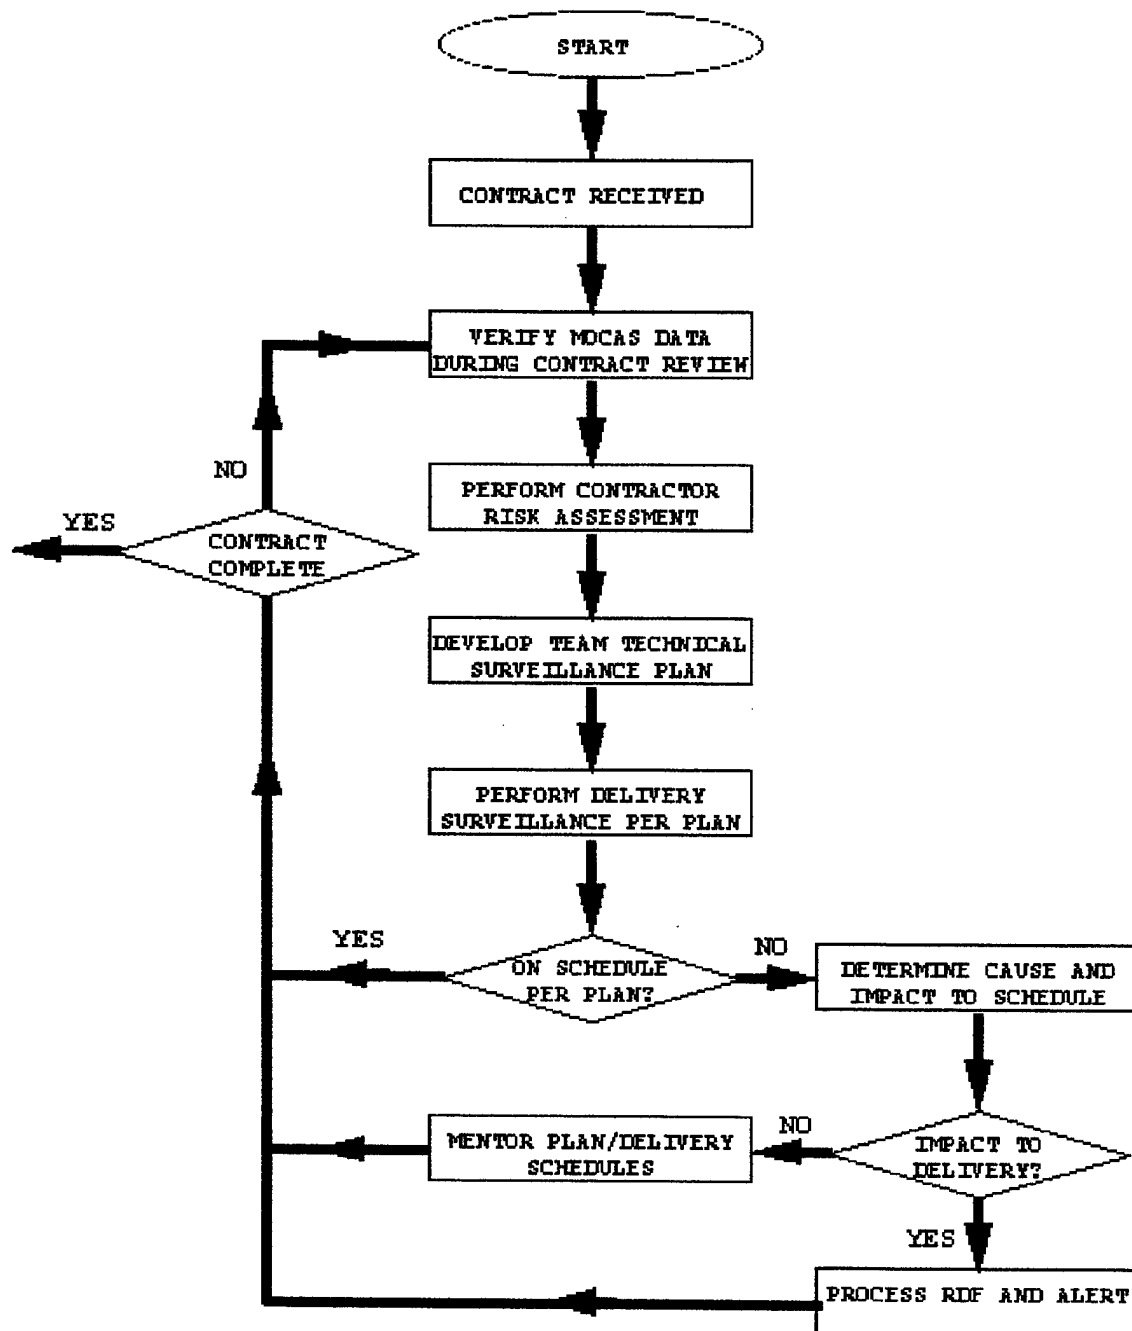 START
CONTRACT RECEIVED
VERIFY MOCAS DATA
DURING CONTRACT REVIEW
NO
PERFORM CONTRACTOR
RISK ASSESSMENT
YES
CONTRACT
COMPLETE
DEVELOP TEAM TECHNICAL
SURVEILLANCE PLAN
PERFORM DELIVERY
SURVEILLANCE PER PLAN
YES
ON SCHEDULE
PER PLAN?
NO
DETERMINE CAUSE AND
IMPACT TO SCHEDULE
MENTOR PLAN/DELIVERY
SCHEDULES
NO
IMPACT TO
DELIVERY?
YES
PROCESS RDF AND ALERT